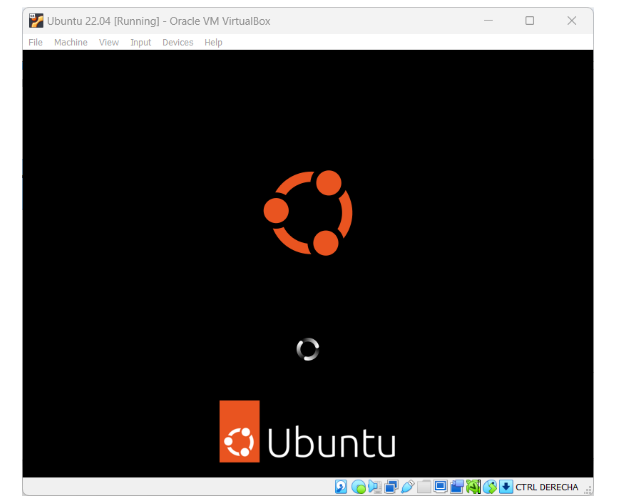 Ubuntu 22.04 [Running] - Oracle VM VirtualBox
File Machine View Input Devices Help
Ubuntu
CTRL DERECHA